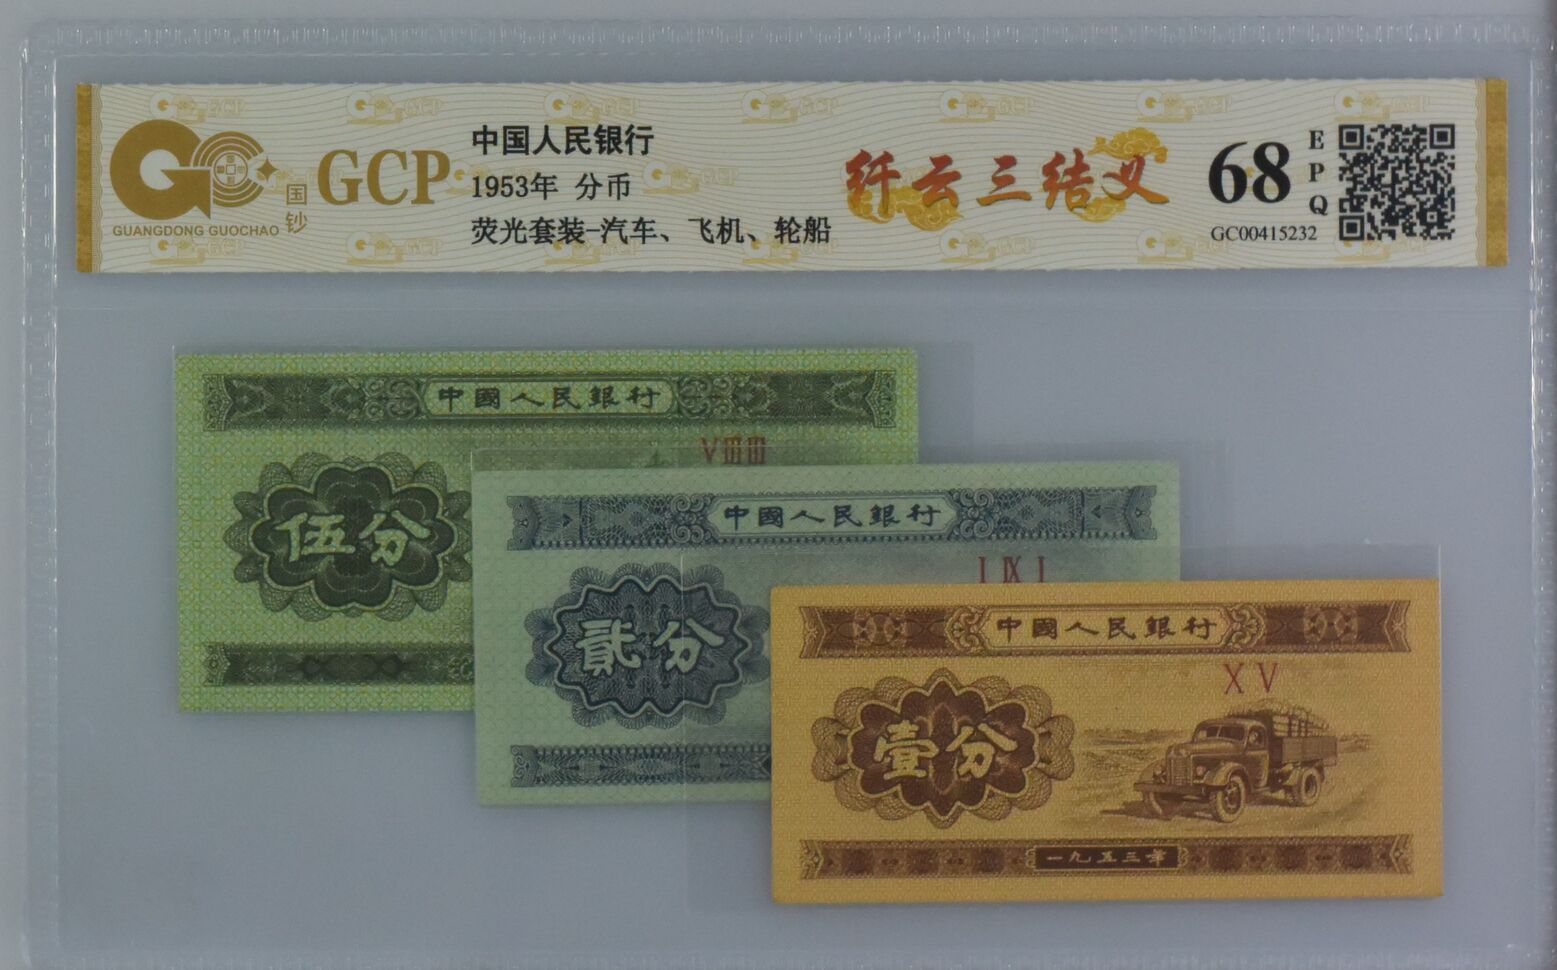 国钞
GCP
GUANGDONG GUOCHAO
中国人民银行
1953年 分币
荧光套装-汽车、飞机、轮船
纤云三结义
68
EPQ
GC00415232
中國人民銀行
VⅢⅢ
伍分
中國人民銀行
ⅠⅨⅠ
貳分
中國人民銀行
ⅩⅤ
壹分
一九五三年